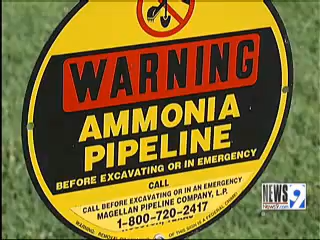 WARNING
AMMONIA
PIPELINE
BEFORE EXCAVATING OR IN EMERGENCY
CALL
CALL BEFORE EXCAVATING OR IN AN EMERGENCY
MAGELLAN PIPELINE COMPANY, L.P.
1-800-720-2417
NEWS 9